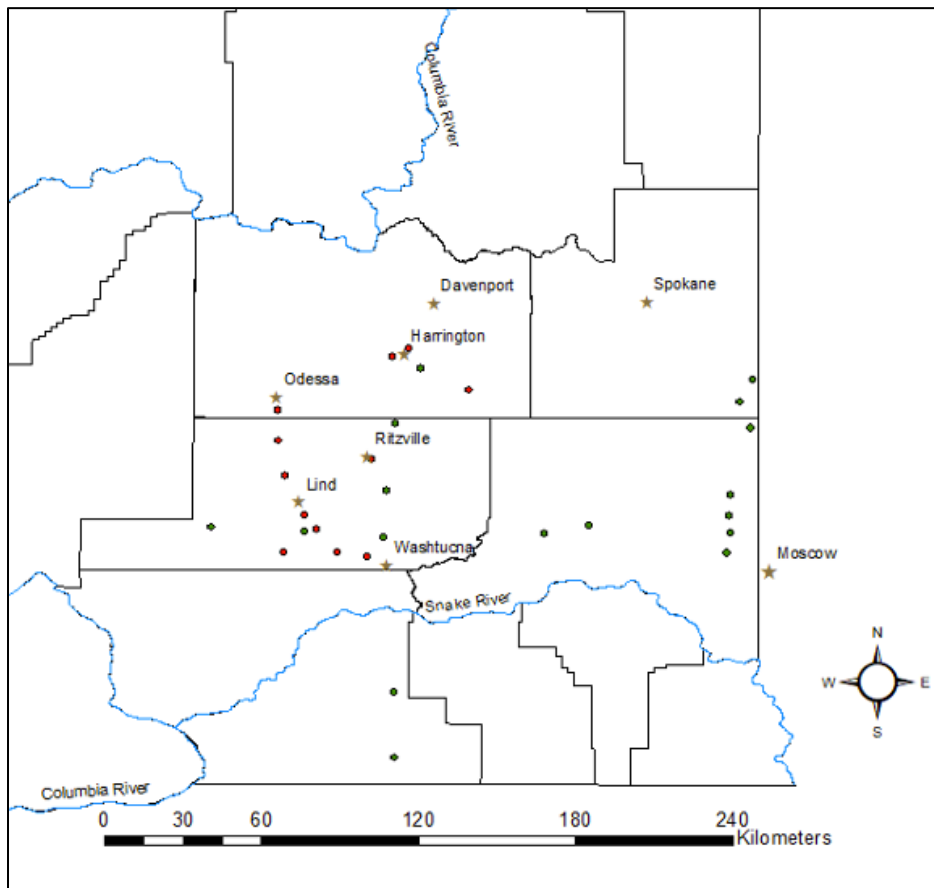 Columbia River
Davenport
Spokane
Harrington
Odessa
Ritzville
Lind
Washtucna
Moscow
Snake River
N
W
E
S
Columbia River
0 30 60 120 180 240
Kilometers